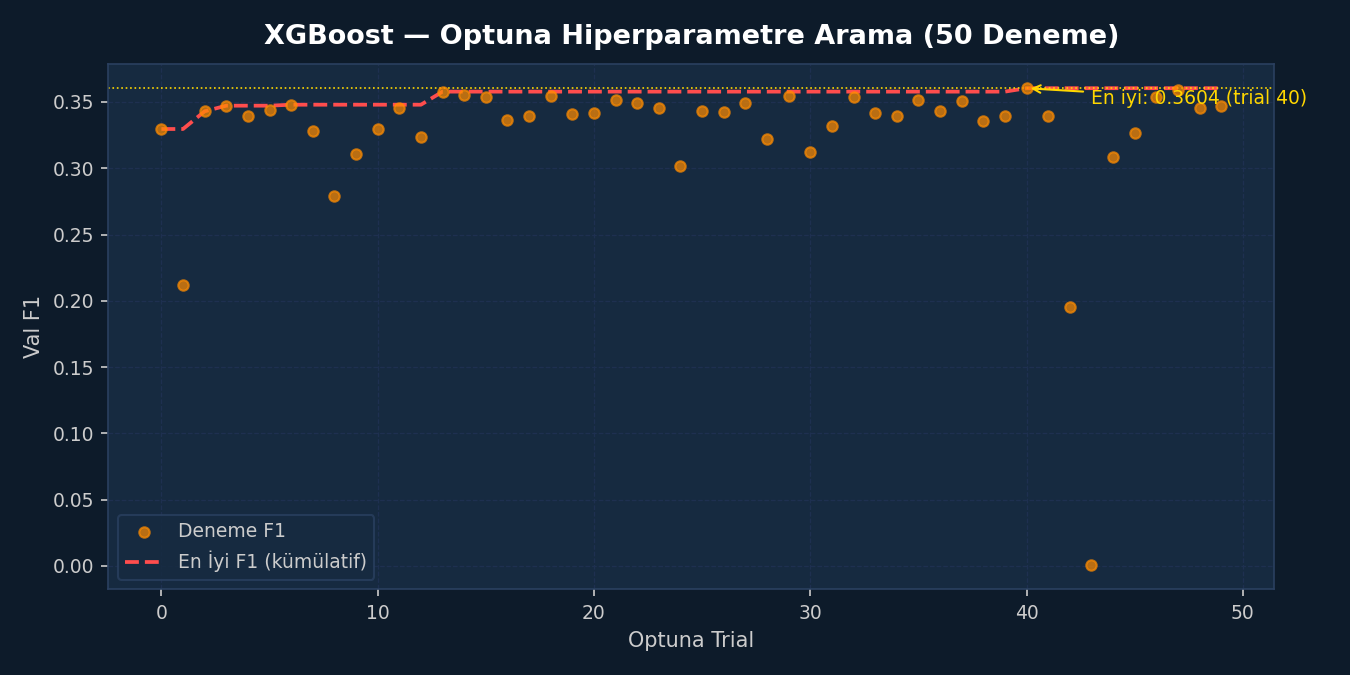 XGBoost — Optuna Hiperparametre Arama (50 Deneme)
En iyi: 0.3604 (trial 40)
0.35
0.30
0.25
0.20
0.15
0.10
0.05
0.00
Val F1
Deneme F1
En İyi F1 (kümülatif)
0 10 20 30 40 50
Optuna Trial